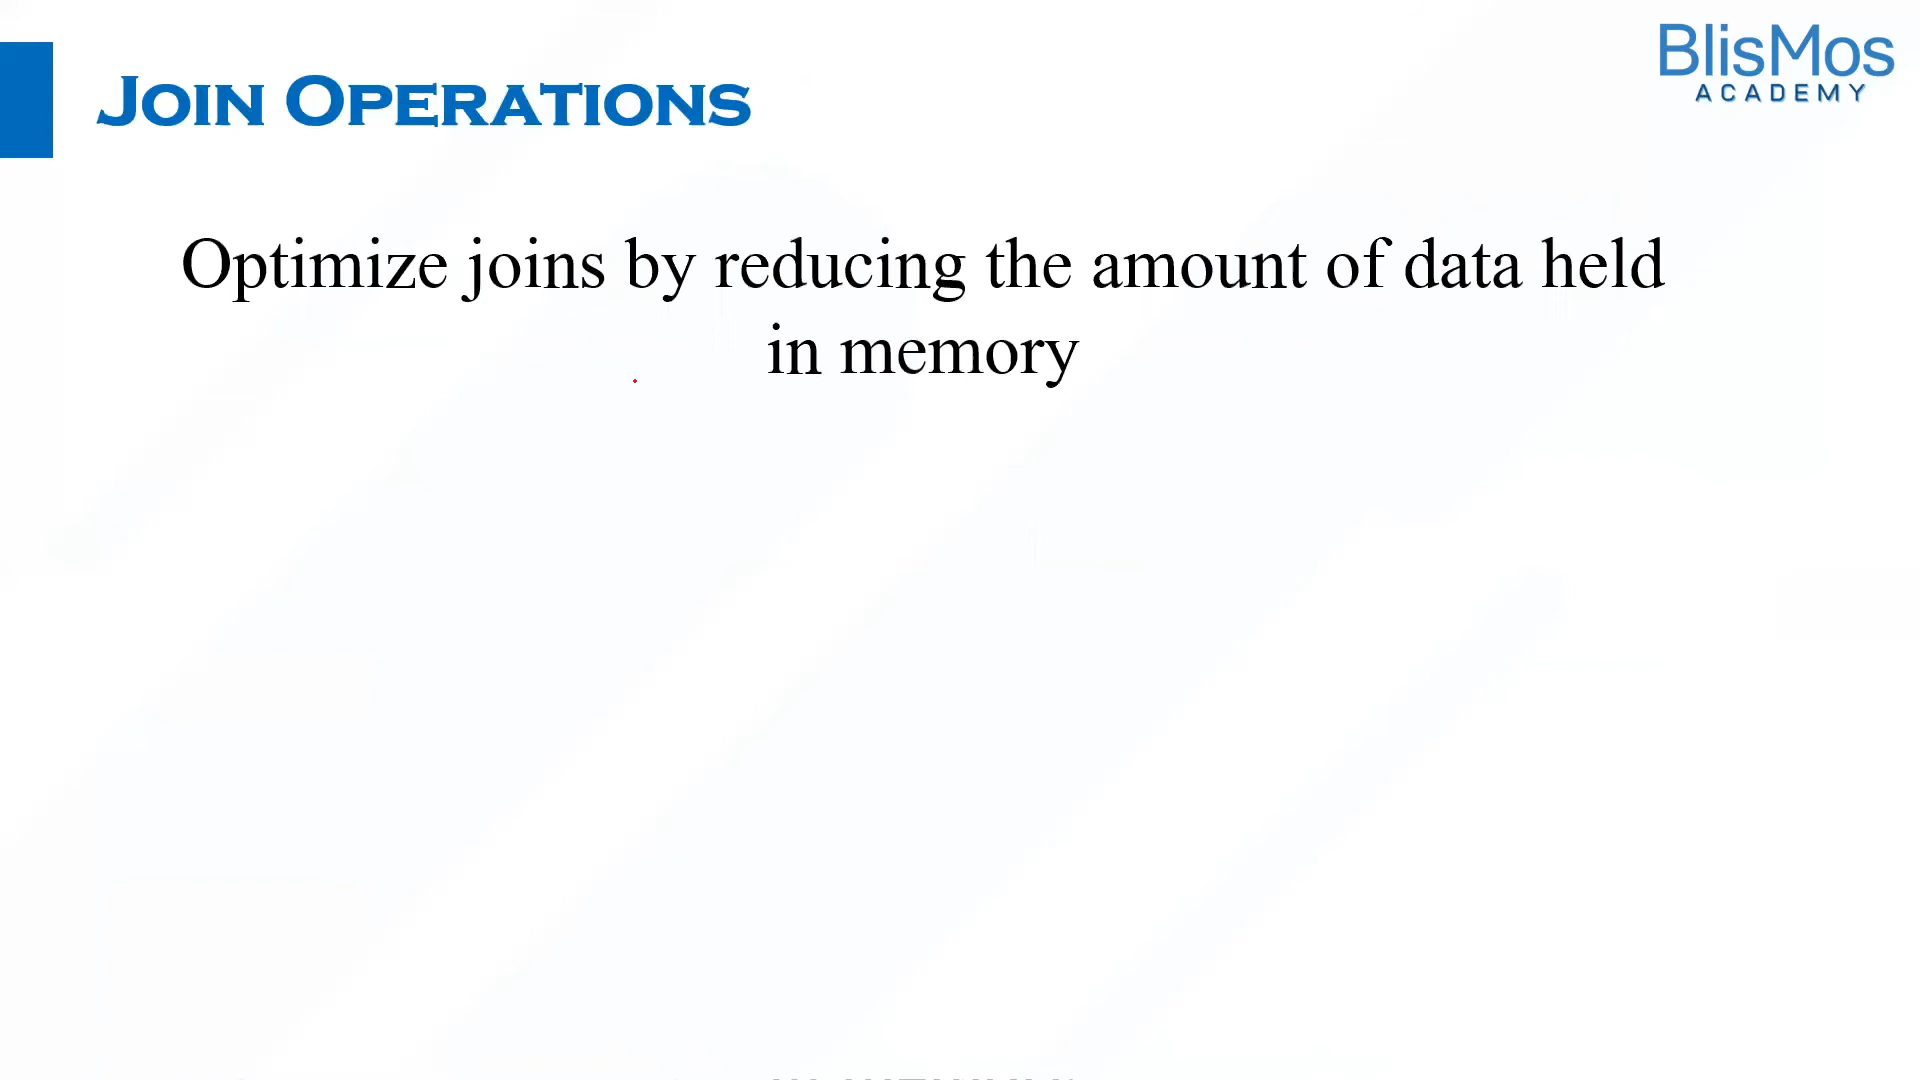 BlisMos
ACADEMY
JOIN OPERATIONS
Optimize joins by reducing the amount of data held
in memory